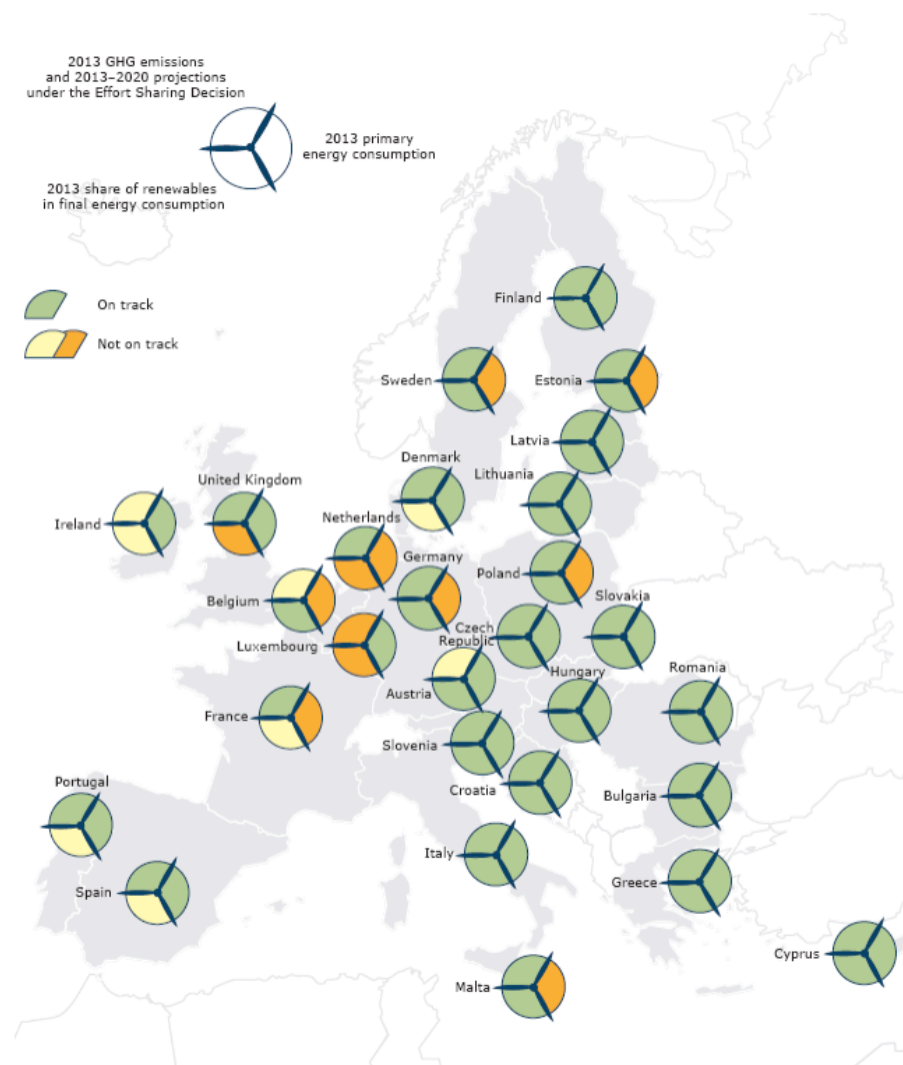 2013 GHG emissions
and 2013–2020 projections
under the Effort Sharing Decision
2013 primary
energy consumption
2013 share of renewables
in final energy consumption
On track
Not on track
Finland
Sweden
Estonia
Latvia
Denmark
Lithuania
United Kingdom
Ireland
Netherlands
Germany
Poland
Belgium
Slovakia
Czech
Republic
Luxembourg
Hungary
Romania
Austria
France
Slovenia
Portugal
Croatia
Bulgaria
Italy
Spain
Greece
Cyprus
Malta